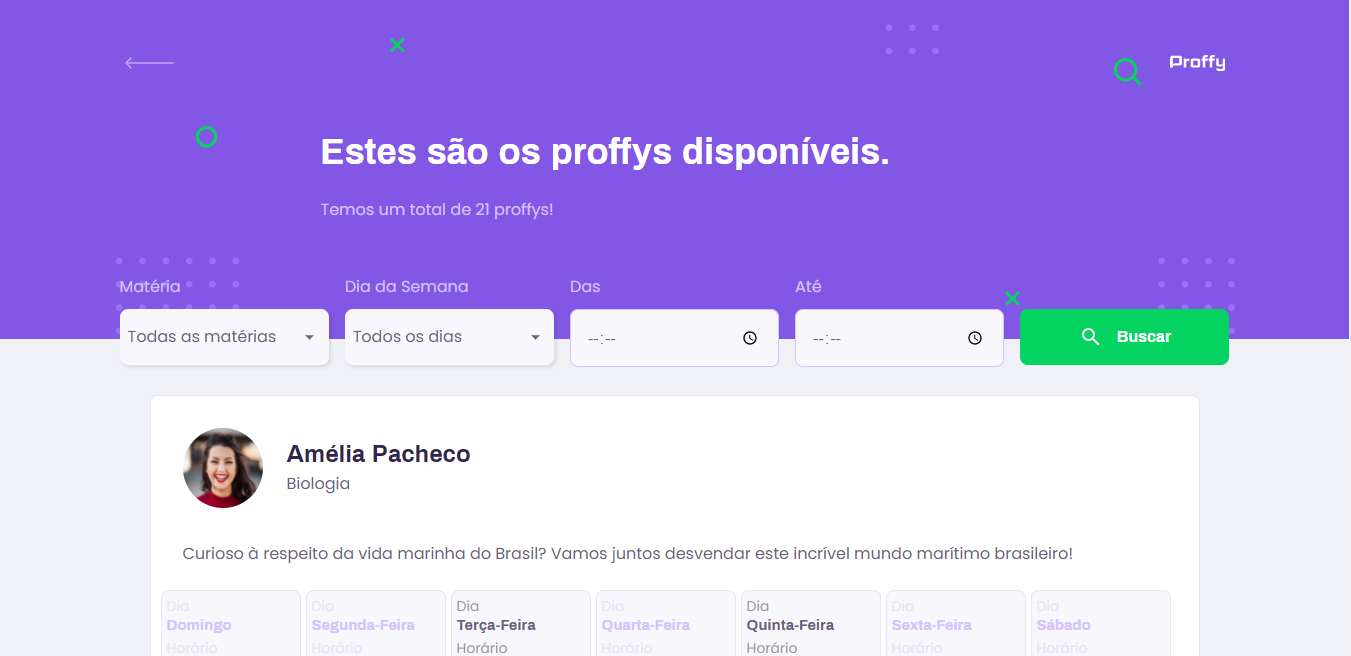 Proffy
Estes são os proffys disponíveis.
Temos um total de 21 proffys!
Matéria Dia da Semana Das Até
Todas as matérias Todos os dias --:-- --:-- Buscar
Amélia Pacheco
Biologia
Curioso à respeito da vida marinha do Brasil? Vamos juntos desvendar este incrível mundo marítimo brasileiro!
Dia Dia Dia Dia Dia Dia Dia
Domingo Segunda-Feira Terça-Feira Quarta-Feira Quinta-Feira Sexta-Feira Sábado
Horário Horário Horário Horário Horário Horário Horário